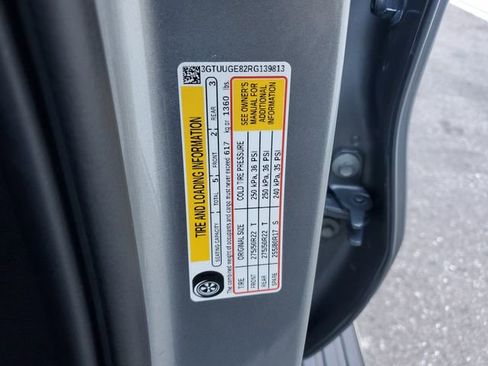 3GTUUGE82RG139813
TIRE AND LOADING INFORMATION
SEATING CAPACITY TOTAL 5 FRONT 2 REAR 3
The combined weight of occupants and cargo must never exceed 617 kg or 1360 lbs.
TIRE ORIGINAL SIZE COLD TIRE PRESSURE
FRONT 275/50R22 T 250 kPa, 36 PSI
REAR 275/50R22 T 250 kPa, 36 PSI
SPARE 255/80R17 S 240 kPa, 35 PSI
SEE OWNER'S
MANUAL FOR
ADDITIONAL
INFORMATION